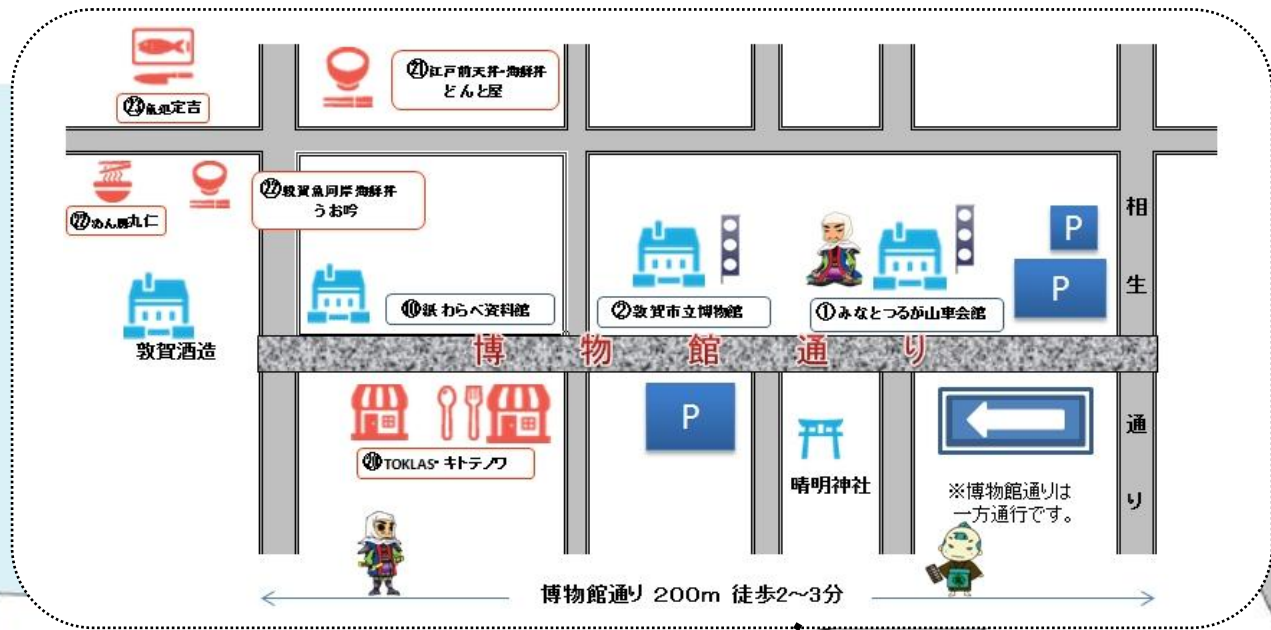 ㉑江戸前天丼・海鮮丼
どんと屋
㉓魚処定吉
㉒敦賀魚河岸海鮮丼
うお吟
㉒めん房丸仁
敦賀酒造
⑩紙わらべ資料館
②敦賀市立博物館
①みなとつるが山車会館
P
P
相生通り
博物館通り
⑳TOKLAS・キトテノワ
P
晴明神社
※博物館通りは
一方通行です。
博物館通り 200m 徒歩2～3分